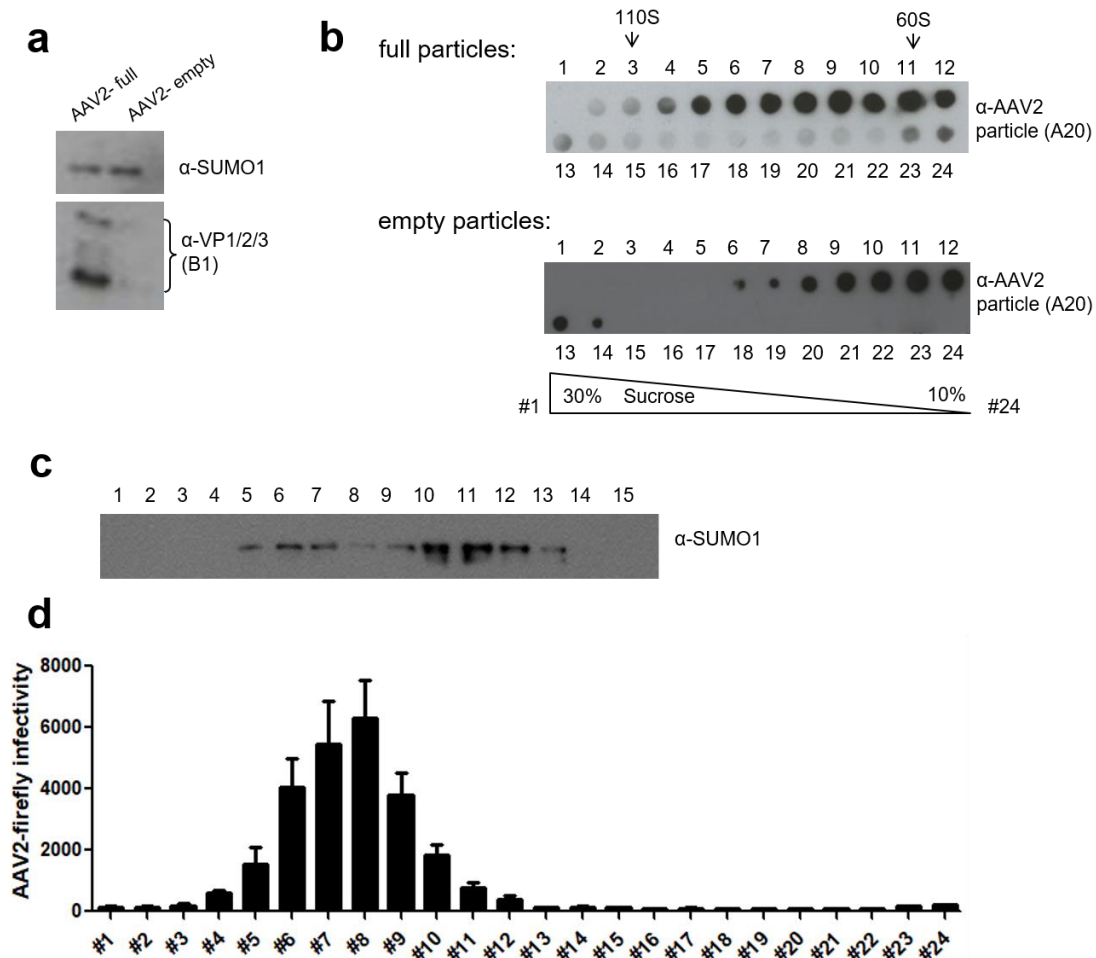 a
AAV2- full
AAV2- empty
α-SUMO1
α-VP1/2/3
(B1)
b
full particles:
110S
60S
1 2 3 4 5 6 7 8 9 10 11 12
α-AAV2
particle (A20)
13 14 15 16 17 18 19 20 21 22 23 24
empty particles:
1 2 3 4 5 6 7 8 9 10 11 12
α-AAV2
particle (A20)
13 14 15 16 17 18 19 20 21 22 23 24
#1 30% Sucrose 10% #24
c
1 2 3 4 5 6 7 8 9 10 11 12 13 14 15
α-SUMO1
d
AAV2-firefly infectivity
8000
6000
4000
2000
0
#1 #2 #3 #4 #5 #6 #7 #8 #9 #10 #11 #12 #13 #14 #15 #16 #17 #18 #19 #20 #21 #22 #23 #24